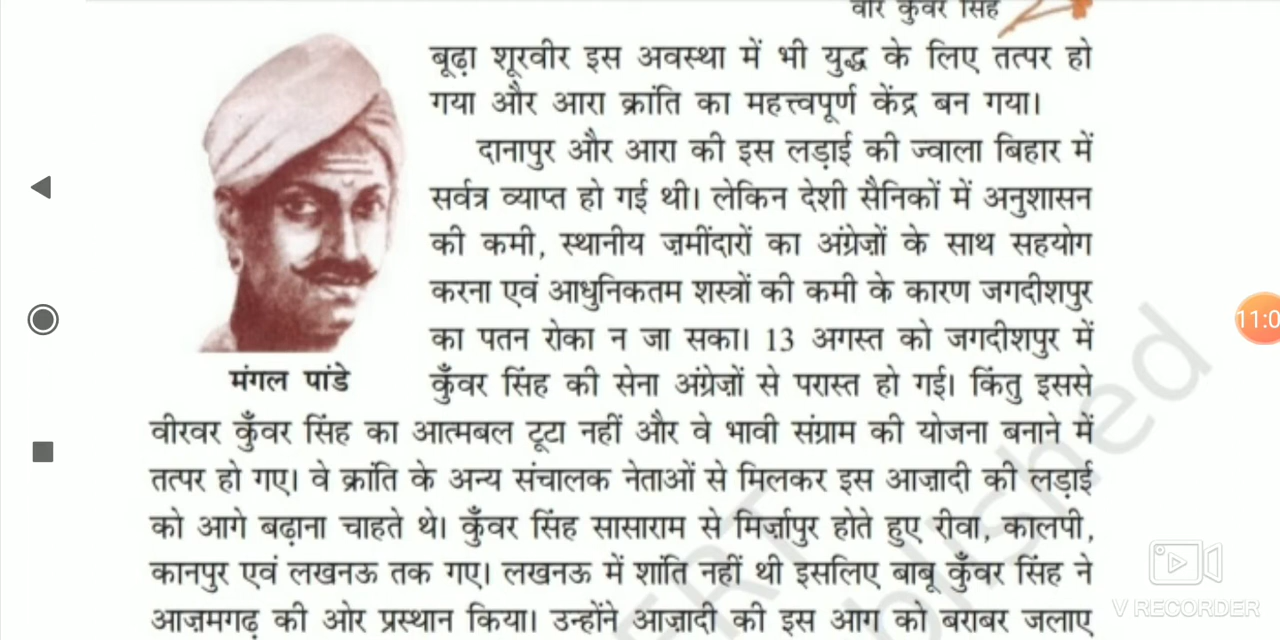 वीर कुँवर सिंह
बूढ़ा शूरवीर इस अवस्था में भी युद्ध के लिए तत्पर हो
गया और आरा क्रांति का महत्त्वपूर्ण केंद्र बन गया।
दानापुर और आरा की इस लड़ाई की ज्वाला बिहार में
सर्वत्र व्याप्त हो गई थी। लेकिन देशी सैनिकों में अनुशासन
की कमी, स्थानीय ज़मींदारों का अंग्रेज़ों के साथ सहयोग
करना एवं आधुनिकतम शस्त्रों की कमी के कारण जगदीशपुर
का पतन रोका न जा सका। 13 अगस्त को जगदीशपुर में
कुँवर सिंह की सेना अंग्रेज़ों से परास्त हो गई। किंतु इससे
मंगल पांडे
वीरवर कुँवर सिंह का आत्मबल टूटा नहीं और वे भावी संग्राम की योजना बनाने में
तत्पर हो गए। वे क्रांति के अन्य संचालक नेताओं से मिलकर इस आज़ादी की लड़ाई
को आगे बढ़ाना चाहते थे। कुँवर सिंह सासाराम से मिर्ज़ापुर होते हुए रीवा, कालपी,
कानपुर एवं लखनऊ तक गए। लखनऊ में शांति नहीं थी इसलिए बाबू कुँवर सिंह ने
आज़मगढ़ की ओर प्रस्थान किया। उन्होंने आज़ादी की इस आग को बराबर जलाए
11:0
V RECORDER